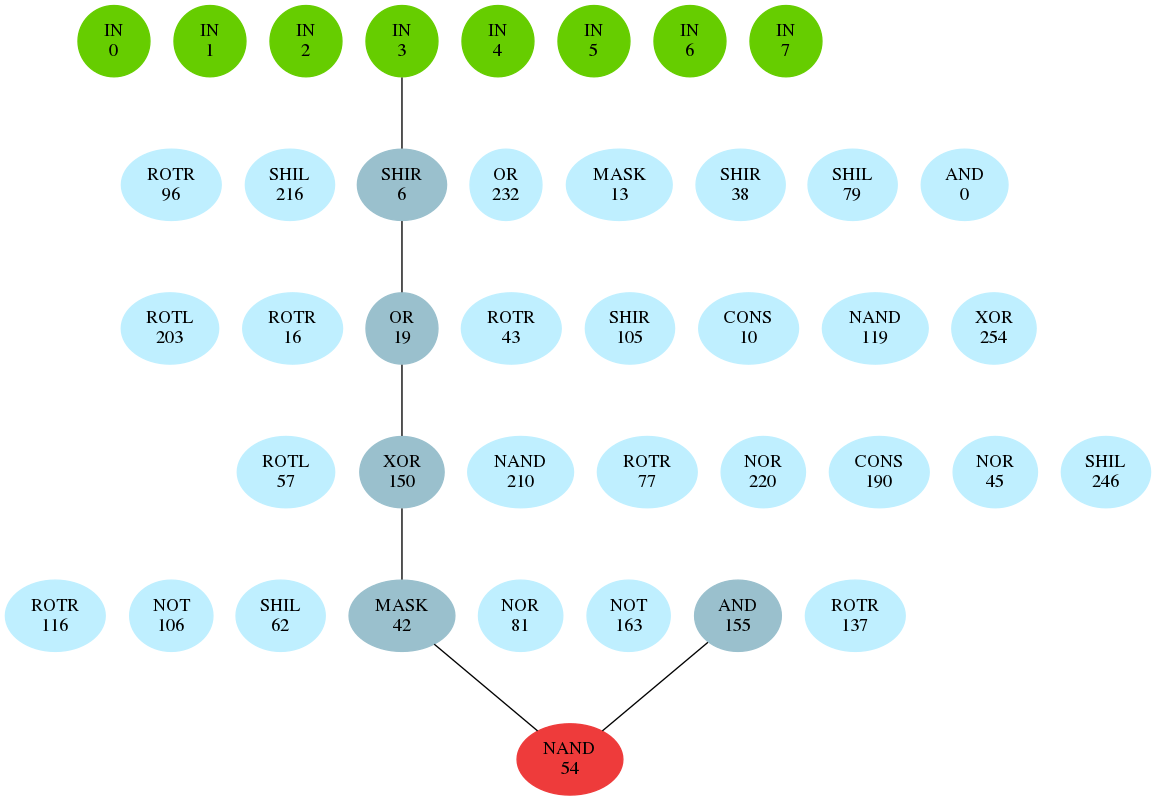 IN IN IN IN IN IN IN IN
0 1 2 3 4 5 6 7
ROTR SHIL SHIR OR MASK SHIR SHIL AND
96 216 6 232 13 38 79 0
ROTL ROTR OR ROTR SHIR CONS NAND XOR
203 16 19 43 105 10 119 254
ROTL XOR NAND ROTR NOR CONS NOR SHIL
57 150 210 77 220 190 45 246
ROTR NOT SHIL MASK NOR NOT AND ROTR
116 106 62 42 81 163 155 137
NAND
54